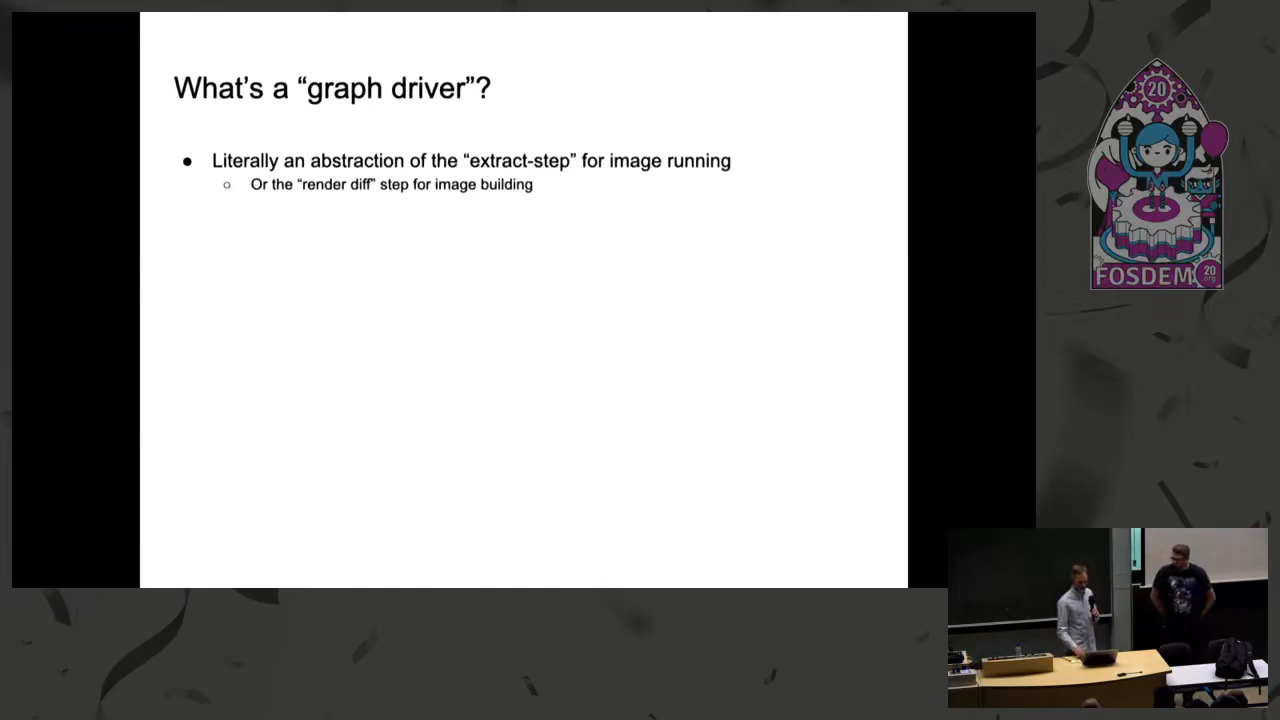 What's a “graph driver”?
● Literally an abstraction of the “extract-step” for image running
○ Or the “render diff” step for image building
20
FOSDEM
20
.org